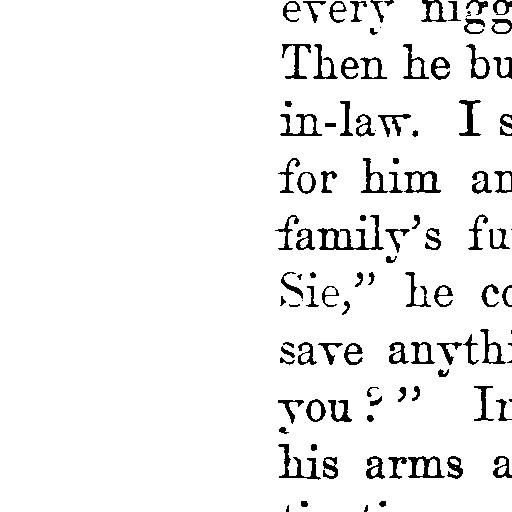 every nigg
Then he bu
in-law. I s
for him an
family's fu
Sie," he co
save anythi
you?" In
his arms a